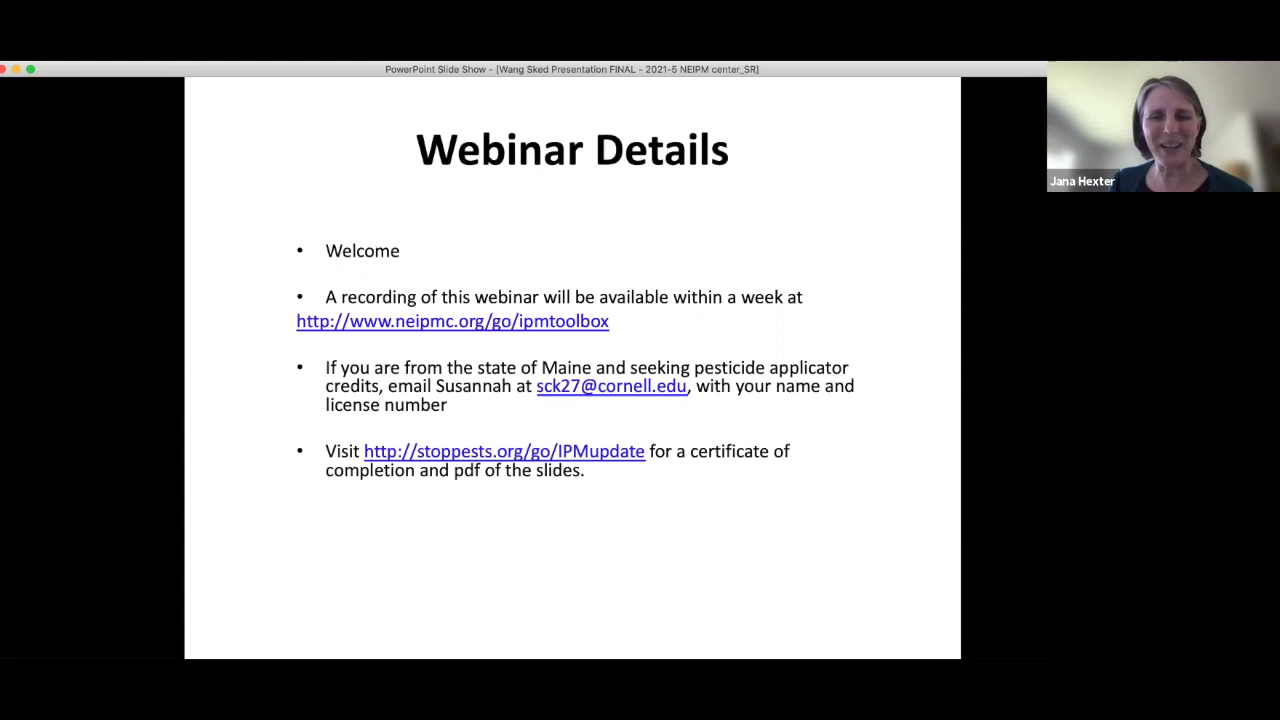 PowerPoint Slide Show - [Wang Sked Presentation FINAL - 2021-5 NEIPM center_SR]
Jana Hexter
Webinar Details
• Welcome
• A recording of this webinar will be available within a week at
http://www.neipmc.org/go/ipmtoolbox
• If you are from the state of Maine and seeking pesticide applicator
credits, email Susannah at sck27@cornell.edu, with your name and
license number
• Visit http://stoppests.org/go/IPMupdate for a certificate of
completion and pdf of the slides.